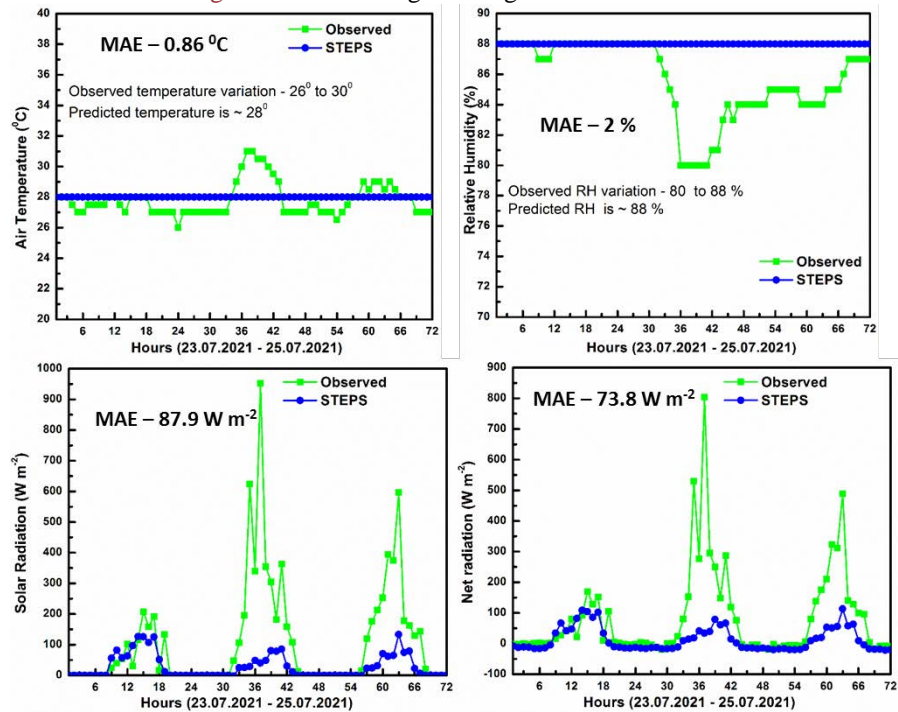 MAE – 0.86 ⁰C
Observed
STEPS
Observed temperature variation - 26⁰ to 30⁰
Predicted temperature is ~ 28⁰
Air Temperature (⁰C)
40
38
36
34
32
30
28
26
24
22
20
6 12 18 24 30 36 42 48 54 60 66 72
Hours (23.07.2021 - 25.07.2021)
MAE – 2 %
Observed RH variation - 80 to 88 %
Predicted RH is ~ 88 %
Observed
STEPS
Relative Humidity (%)
90
88
86
84
82
80
78
76
74
72
70
6 12 18 24 30 36 42 48 54 60 66 72
Hours (23.07.2021 - 25.07.2021)
Observed
STEPS
MAE – 87.9 W m⁻²
Solar Radiation (W m⁻²)
1000
900
800
700
600
500
400
300
200
100
0
6 12 18 24 30 36 42 48 54 60 66 72
Hours (23.07.2021 - 25.07.2021)
Observed
STEPS
MAE – 73.8 W m⁻²
Net radiation (W m⁻²)
900
800
700
600
500
400
300
200
100
0
-100
6 12 18 24 30 36 42 48 54 60 66 72
Hours (23.07.2021 - 25.07.2021)